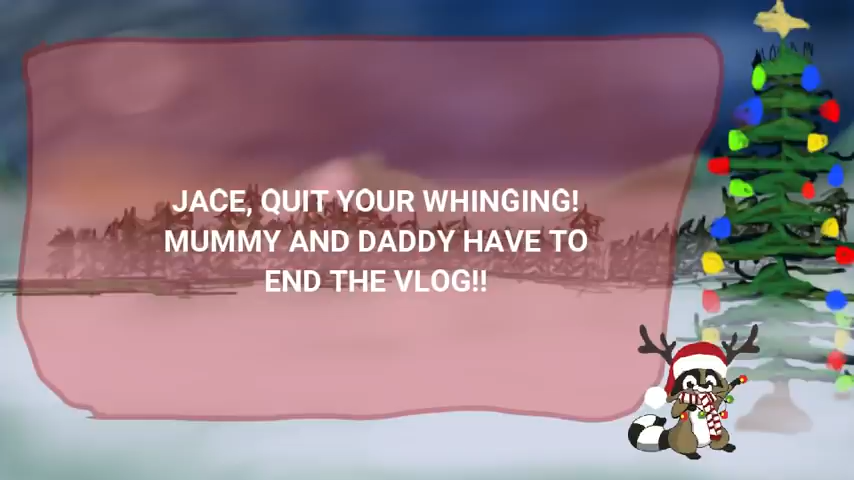 JACE, QUIT YOUR WHINGING!
MUMMY AND DADDY HAVE TO
END THE VLOG!!